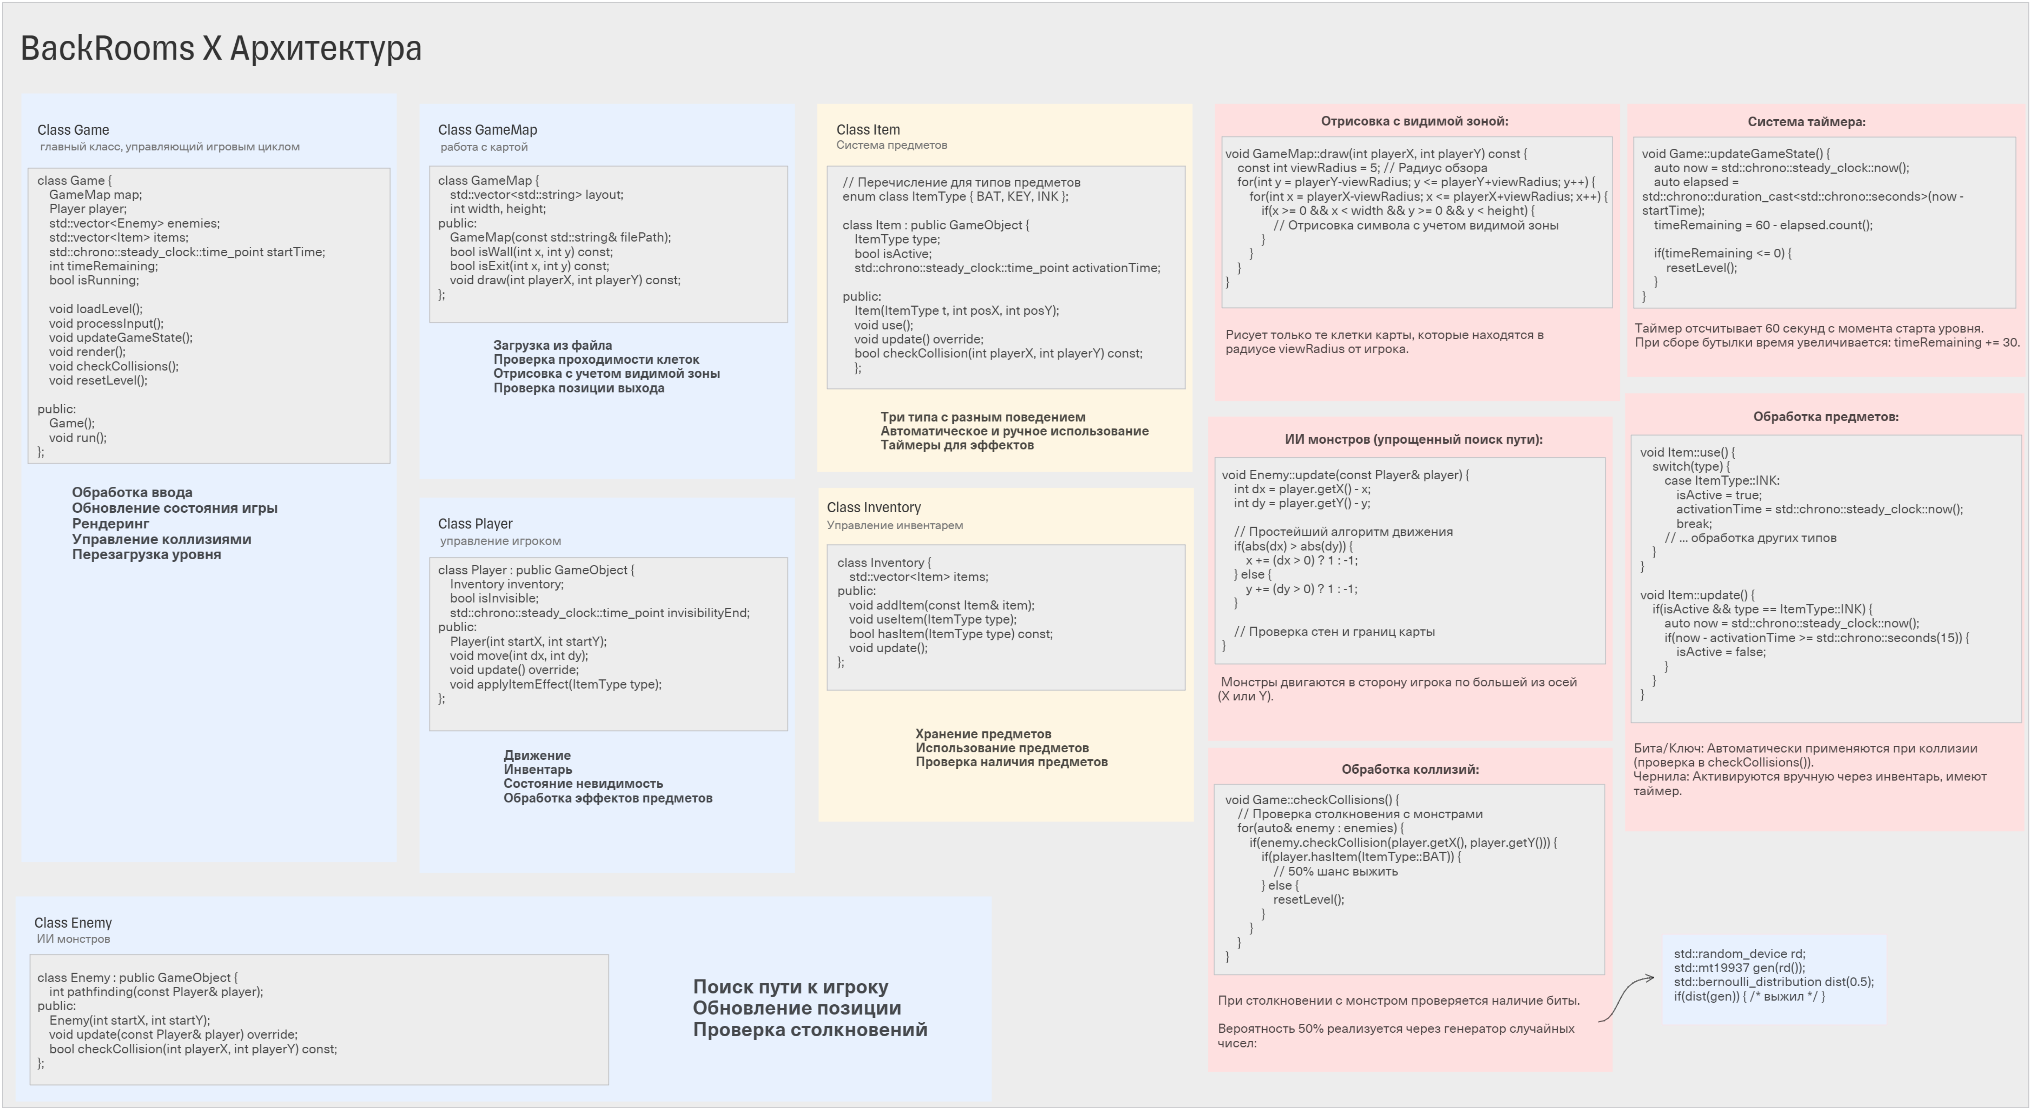 BackRooms X Архитектура
Class Game
главный класс, управляющий игровым циклом
class Game {
GameMap map;
Player player;
std::vector<Enemy> enemies;
std::vector<Item> items;
std::chrono::steady_clock::time_point startTime;
int timeRemaining;
bool isRunning;
void loadLevel();
void processInput();
void updateGameState();
void render();
void checkCollisions();
void resetLevel();
public:
Game();
void run();
};
Обработка ввода
Обновление состояния игры
Рендеринг
Управление коллизиями
Перезагрузка уровня
Class GameMap
работа с картой
class GameMap {
std::vector<std::string> layout;
int width, height;
public:
GameMap(const std::string& filePath);
bool isWall(int x, int y) const;
bool isExit(int x, int y) const;
void draw(int playerX, int playerY) const;
};
Загрузка из файла
Проверка проходимости клеток
Отрисовка с учетом видимой зоны
Проверка позиции выхода
Class Player
управление игроком
class Player : public GameObject {
Inventory inventory;
bool isInvisible;
std::chrono::steady_clock::time_point invisibilityEnd;
public:
Player(int startX, int startY);
void move(int dx, int dy);
void update() override;
void applyItemEffect(ItemType type);
};
Движение
Инвентарь
Состояние невидимость
Обработка эффектов предметов
Class Item
Система предметов
// Перечисление для типов предметов
enum class ItemType { BAT, KEY, INK };
class Item : public GameObject {
ItemType type;
bool isActive;
std::chrono::steady_clock::time_point activationTime;
public:
Item(ItemType t, int posX, int posY);
void use();
void update() override;
bool checkCollision(int playerX, int playerY) const;
};
Три типа с разным поведением
Автоматическое и ручное использование
Таймеры для эффектов
Class Inventory
Управление инвентарем
class Inventory {
std::vector<Item> items;
public:
void addItem(const Item& item);
void useItem(ItemType type);
bool hasItem(ItemType type) const;
void update();
};
Хранение предметов
Использование предметов
Проверка наличия предметов
Class Enemy
ИИ монстров
class Enemy : public GameObject {
int pathfinding(const Player& player);
public:
Enemy(int startX, int startY);
void update(const Player& player) override;
bool checkCollision(int playerX, int playerY) const;
};
Поиск пути к игроку
Обновление позиции
Проверка столкновений
Отрисовка с видимой зоной:
void GameMap::draw(int playerX, int playerY) const {
const int viewRadius = 5; // Радиус обзора
for(int y = playerY-viewRadius; y <= playerY+viewRadius; y++) {
for(int x = playerX-viewRadius; x <= playerX+viewRadius; x++) {
if(x >= 0 && x < width && y >= 0 && y < height) {
// Отрисовка символа с учетом видимой зоны
}
}
}
}
Рисует только те клетки карты, которые находятся в
радиусе viewRadius от игрока.
ИИ монстров (упрощенный поиск пути):
void Enemy::update(const Player& player) {
int dx = player.getX() - x;
int dy = player.getY() - y;
// Простейший алгоритм движения
if(abs(dx) > abs(dy)) {
x += (dx > 0) ? 1 : -1;
} else {
y += (dy > 0) ? 1 : -1;
}
// Проверка стен и границ карты
}
Монстры двигаются в сторону игрока по большей из осей
(X или Y).
Обработка коллизий:
void Game::checkCollisions() {
// Проверка столкновения с монстрами
for(auto& enemy : enemies) {
if(enemy.checkCollision(player.getX(), player.getY())) {
if(player.hasItem(ItemType::BAT)) {
// 50% шанс выжить
} else {
resetLevel();
}
}
}
}
При столкновении с монстром проверяется наличие биты.
Вероятность 50% реализуется через генератор случайных
чисел:
Система таймера:
void Game::updateGameState() {
auto now = std::chrono::steady_clock::now();
auto elapsed =
std::chrono::duration_cast<std::chrono::seconds>(now -
startTime);
timeRemaining = 60 - elapsed.count();
if(timeRemaining <= 0) {
resetLevel();
}
}
Таймер отсчитывает 60 секунд с момента старта уровня.
При сборе бутылки время увеличивается: timeRemaining += 30.
Обработка предметов:
void Item::use() {
switch(type) {
case ItemType::INK:
isActive = true;
activationTime = std::chrono::steady_clock::now();
break;
// ... обработка других типов
}
}
void Item::update() {
if(isActive && type == ItemType::INK) {
auto now = std::chrono::steady_clock::now();
if(now - activationTime >= std::chrono::seconds(15)) {
isActive = false;
}
}
}
Бита/Ключ: Автоматически применяются при коллизии
(проверка в checkCollisions()).
Чернила: Активируются вручную через инвентарь, имеют
таймер.
std::random_device rd;
std::mt19937 gen(rd());
std::bernoulli_distribution dist(0.5);
if(dist(gen)) { /* выжил */ }